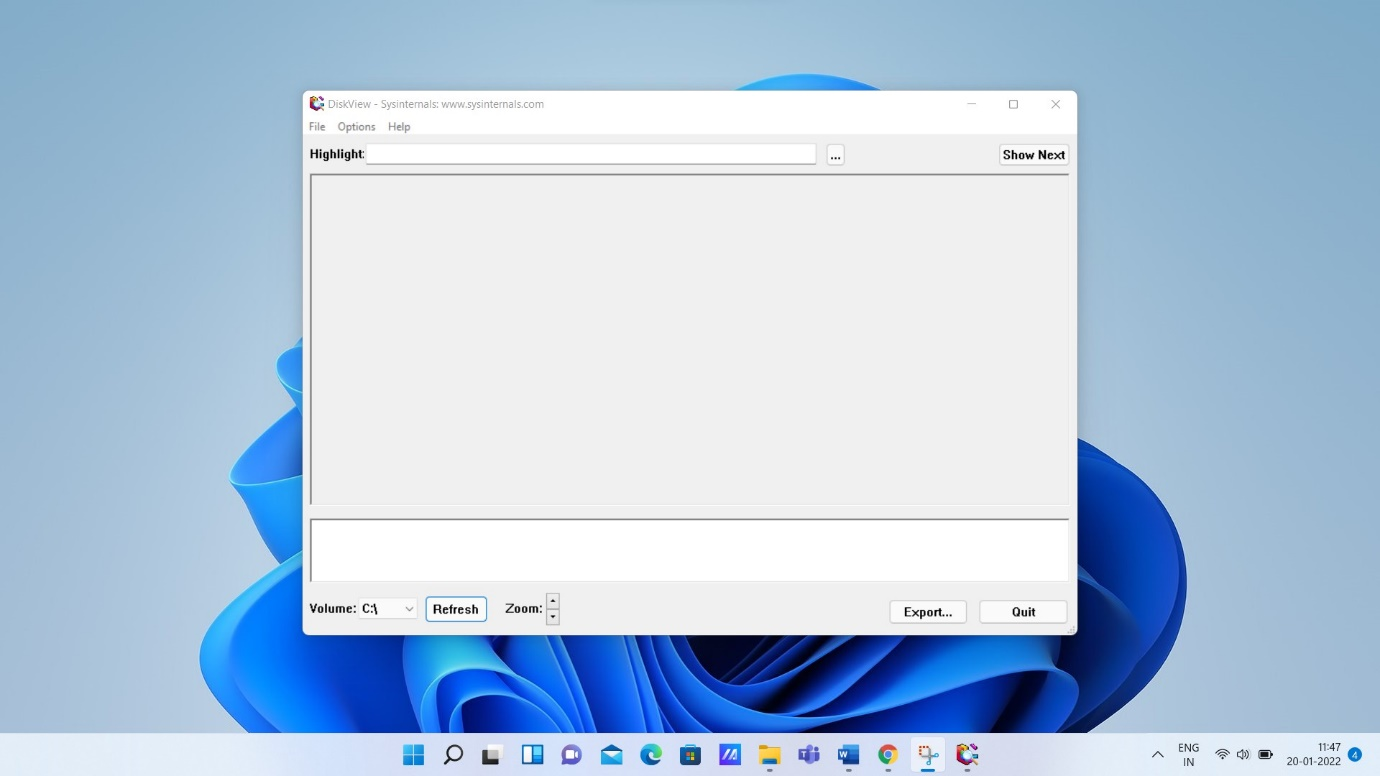 DiskView - Sysinternals: www.sysinternals.com
File Options Help
Highlight: ... Show Next
Volume: C:\ Refresh Zoom: Export... Quit
ENG
IN
11:47
20-01-2022
4